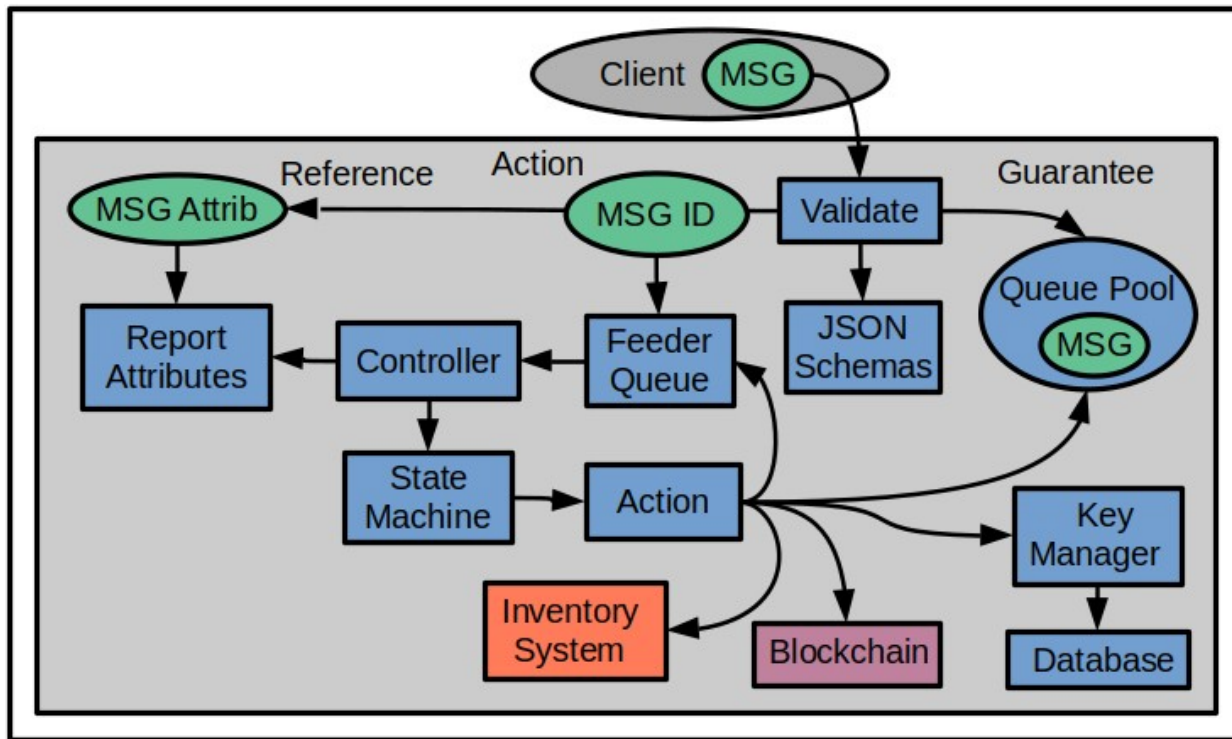 Client
MSG
Reference
Action
Guarantee
MSG Attrib
MSG ID
Validate
Queue Pool
MSG
Report
Attributes
Controller
Feeder
Queue
JSON
Schemas
State
Machine
Action
Key
Manager
Inventory
System
Blockchain
Database